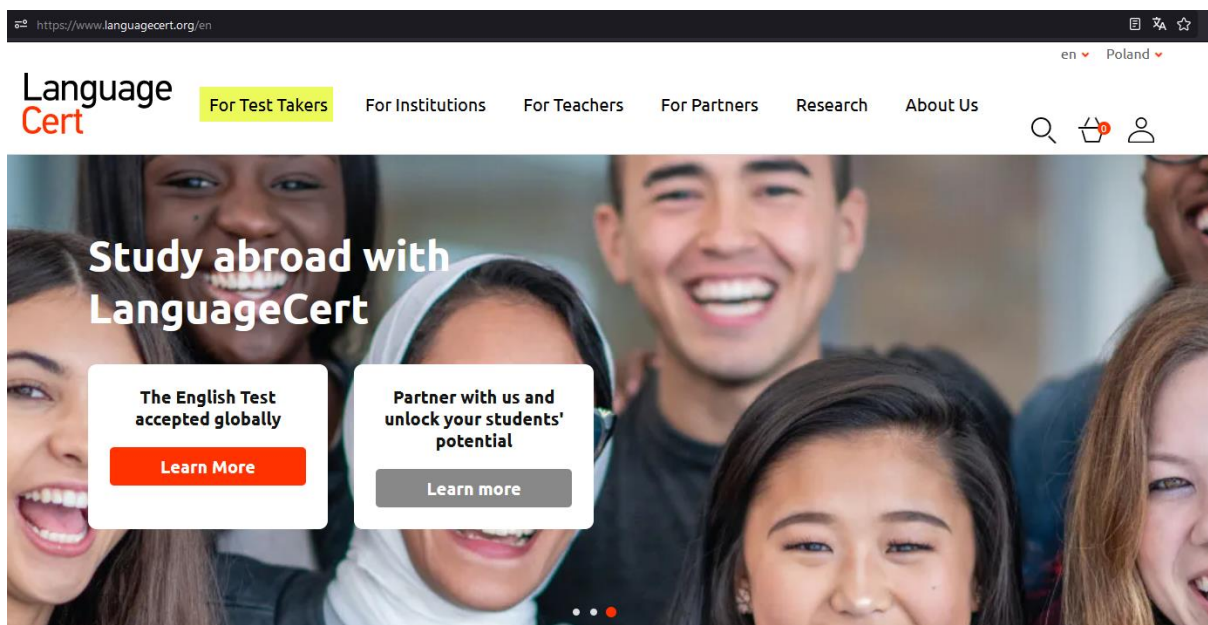 https://www.languagecert.org/en
en Poland
Language
Cert
For Test Takers For Institutions For Teachers For Partners Research About Us
0
Study abroad with
LanguageCert
The English Test
accepted globally
Learn More
Partner with us and
unlock your students'
potential
Learn more